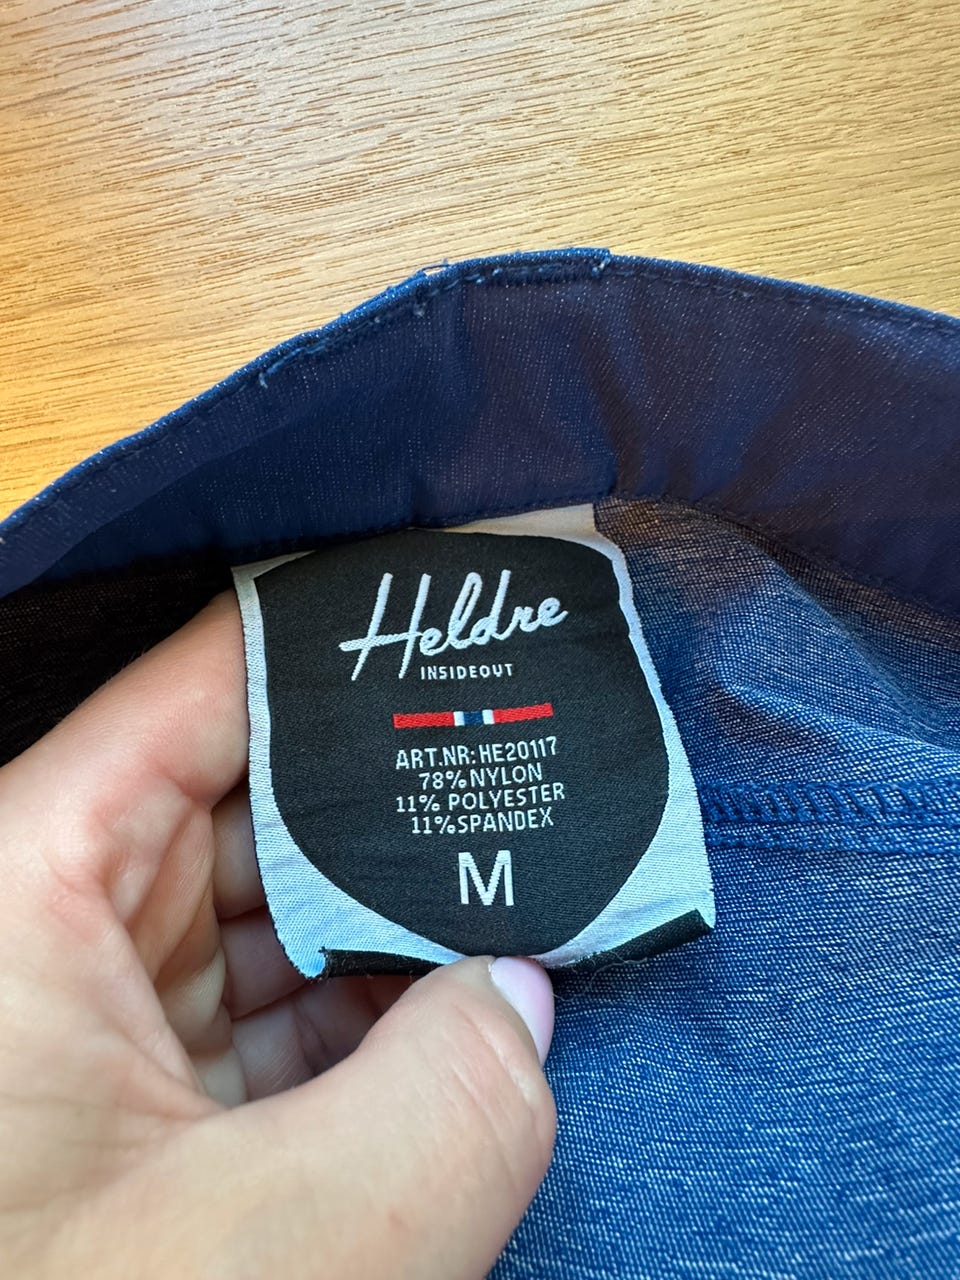 Heldre
INSIDEOUT
ART.NR: HE20117
78% NYLON
11% POLYESTER
11% SPANDEX
M